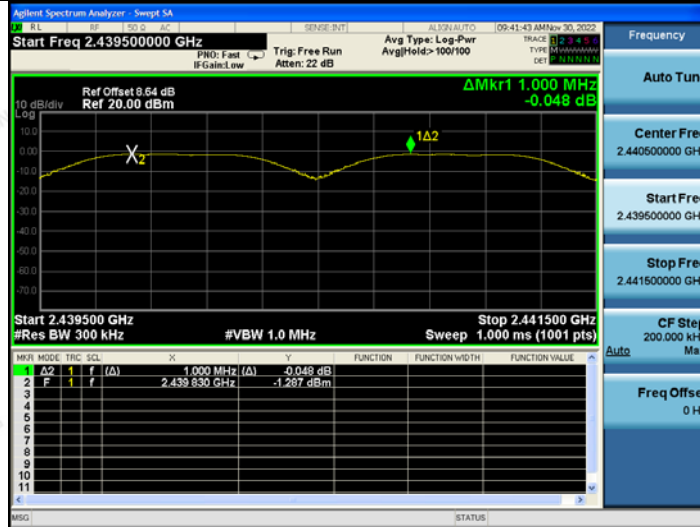 Agilent Spectrum Analyzer - Swept SA
RL RF 50 Ω AC SENSE:INT ALIGNAUTO 09:41:43 AM Nov 30, 2022
Start Freq 2.439500000 GHz
PNO: Fast
IFGain:Low
Trig: Free Run
Atten: 22 dB
Avg Type: Log-Pwr
Avg|Hold:> 100/100
TRACE 1 2 3 4 5 6
TYPE M
DET P N N N N N
ΔMkr1 1.000 MHz
-0.048 dB
Ref Offset 8.64 dB
10 dB/div Ref 20.00 dBm
Log
10.0
0.00
-10.0
-20.0
-30.0
-40.0
-50.0
-60.0
-70.0
X2
1Δ2
Start 2.439500 GHz Stop 2.441500 GHz
#Res BW 300 kHz #VBW 1.0 MHz Sweep 1.000 ms (1001 pts)
MKR MODE TRC SCL X Y FUNCTION FUNCTION WIDTH FUNCTION VALUE
1 Δ2 1 f (Δ) 1.000 MHz (Δ) -0.048 dB
2 F 1 f 2.439 830 GHz -1.287 dBm
3
4
5
6
7
8
9
10
11
MSG STATUS
Frequency
Auto Tun
Center Fre
2.440500000 GH
Start Fre
2.439500000 GH
Stop Fre
2.441500000 GH
CF Step
200.000 kH
Auto Ma
Freq Offse
0 H